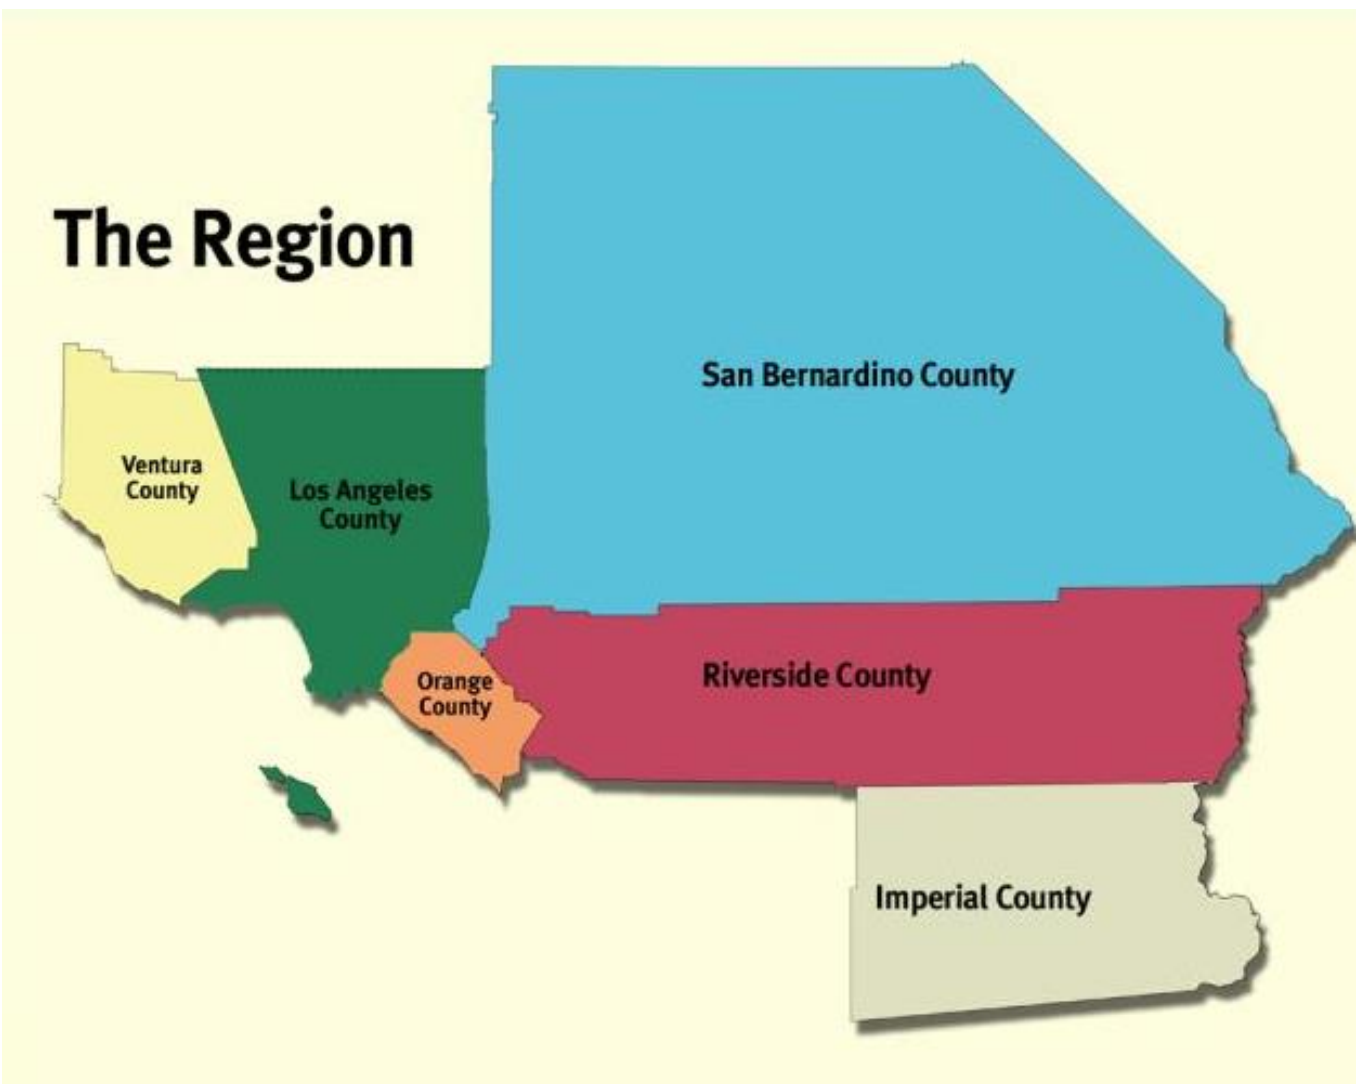 The Region
San Bernardino County
Ventura
County
Los Angeles
County
Orange
County
Riverside County
Imperial County